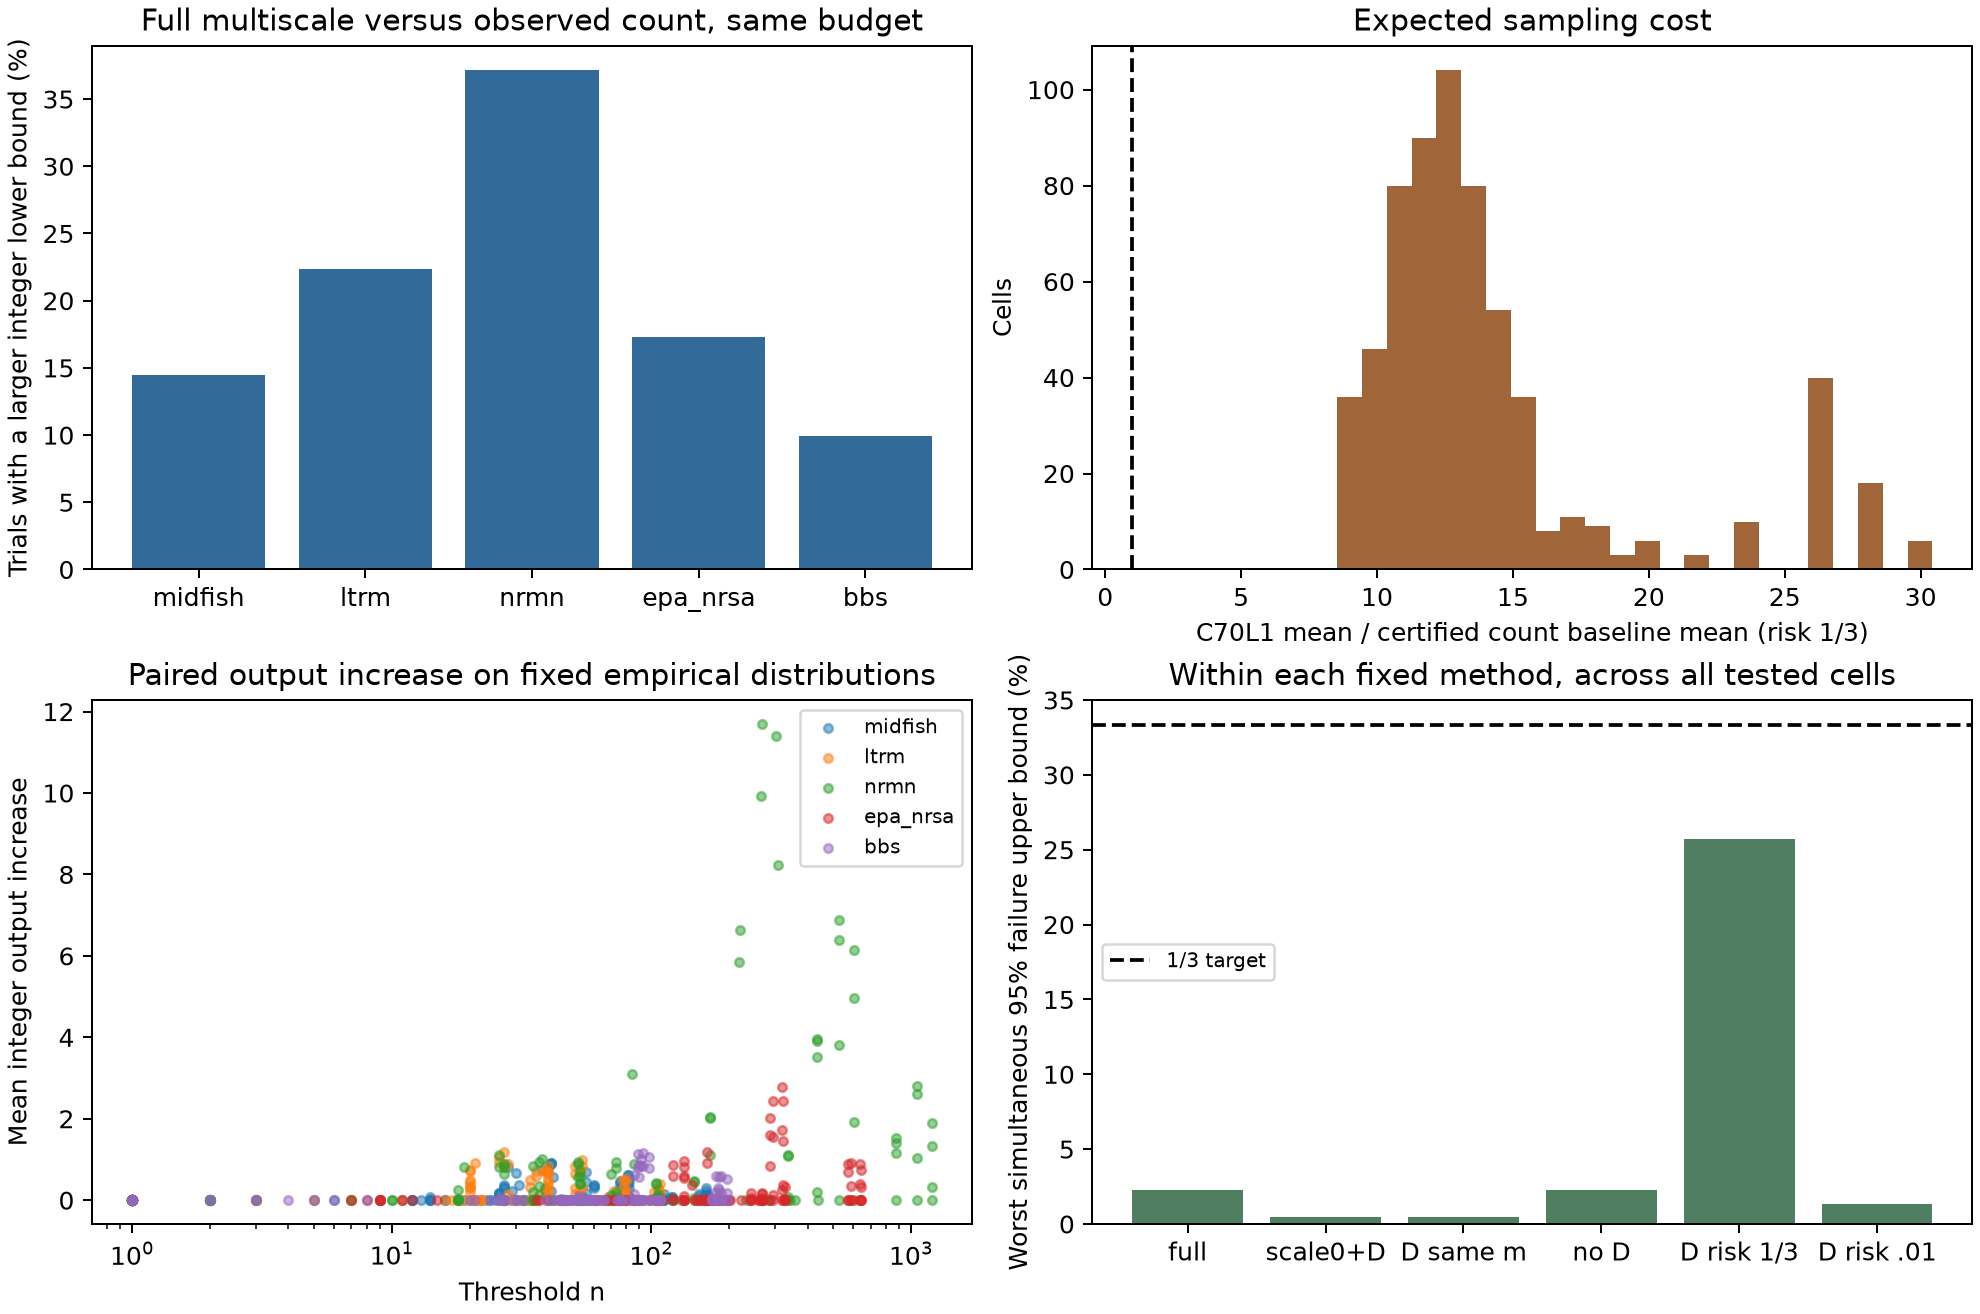 Full multiscale versus observed count, same budget
Trials with a larger integer lower bound (%)
35
30
25
20
15
10
5
0
midfish ltrm nrmn epa_nrsa bbs
Expected sampling cost
Cells
100
80
60
40
20
0
0 5 10 15 20 25 30
C70L1 mean / certified count baseline mean (risk 1/3)
Paired output increase on fixed empirical distributions
Mean integer output increase
12
10
8
6
4
2
0
midfish
ltrm
nrmn
epa_nrsa
bbs
10⁰ 10¹ 10² 10³
Threshold n
Within each fixed method, across all tested cells
Worst simultaneous 95% failure upper bound (%)
35
30
25
20
15
10
5
0
1/3 target
full scale0+D D same m no D D risk 1/3 D risk .01